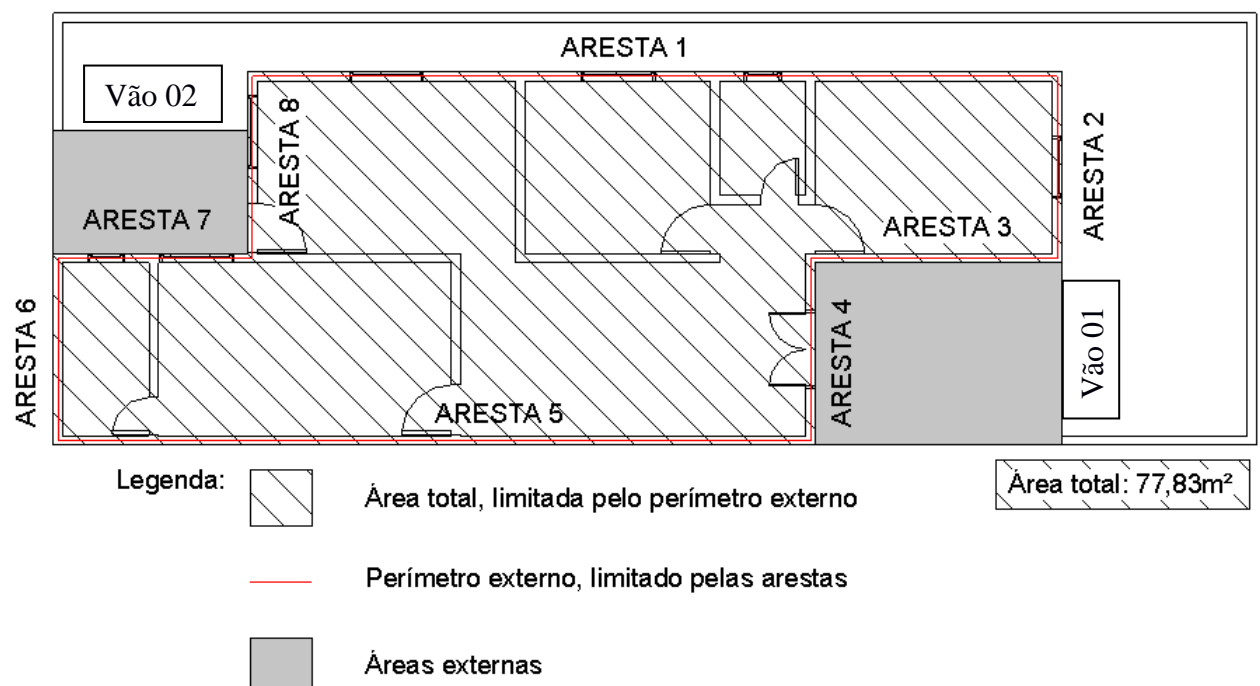 ARESTA 1
Vão 02
ARESTA 8
ARESTA 2
ARESTA 7
ARESTA 3
ARESTA 6
ARESTA 4
Vão 01
ARESTA 5
Legenda:
Área total, limitada pelo perímetro externo
Área total: 77,83m²
Perímetro externo, limitado pelas arestas
Áreas externas